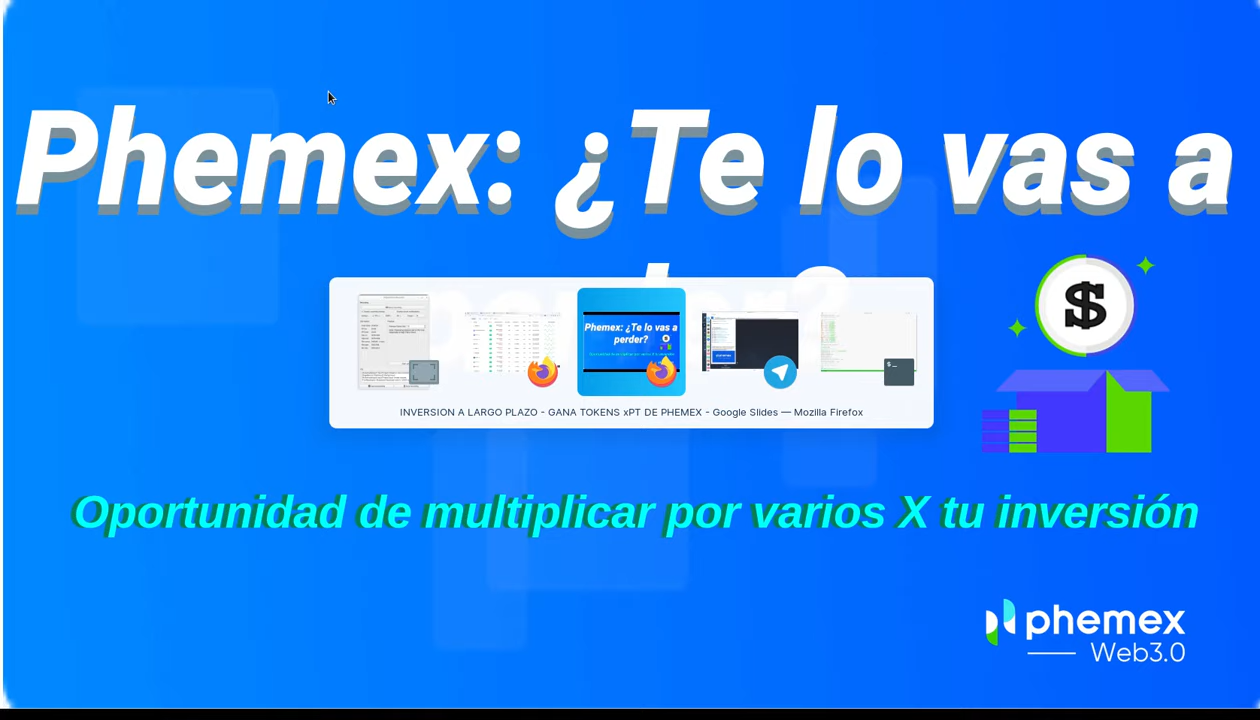 Phemex: ¿Te lo vas a
Phemex: ¿Te lo vas a
perder?
INVERSION A LARGO PLAZO - GANA TOKENS xPT DE PHEMEX - Google Slides — Mozilla Firefox
$
Oportunidad de multiplicar por varios X tu inversión
phemex
Web3.0